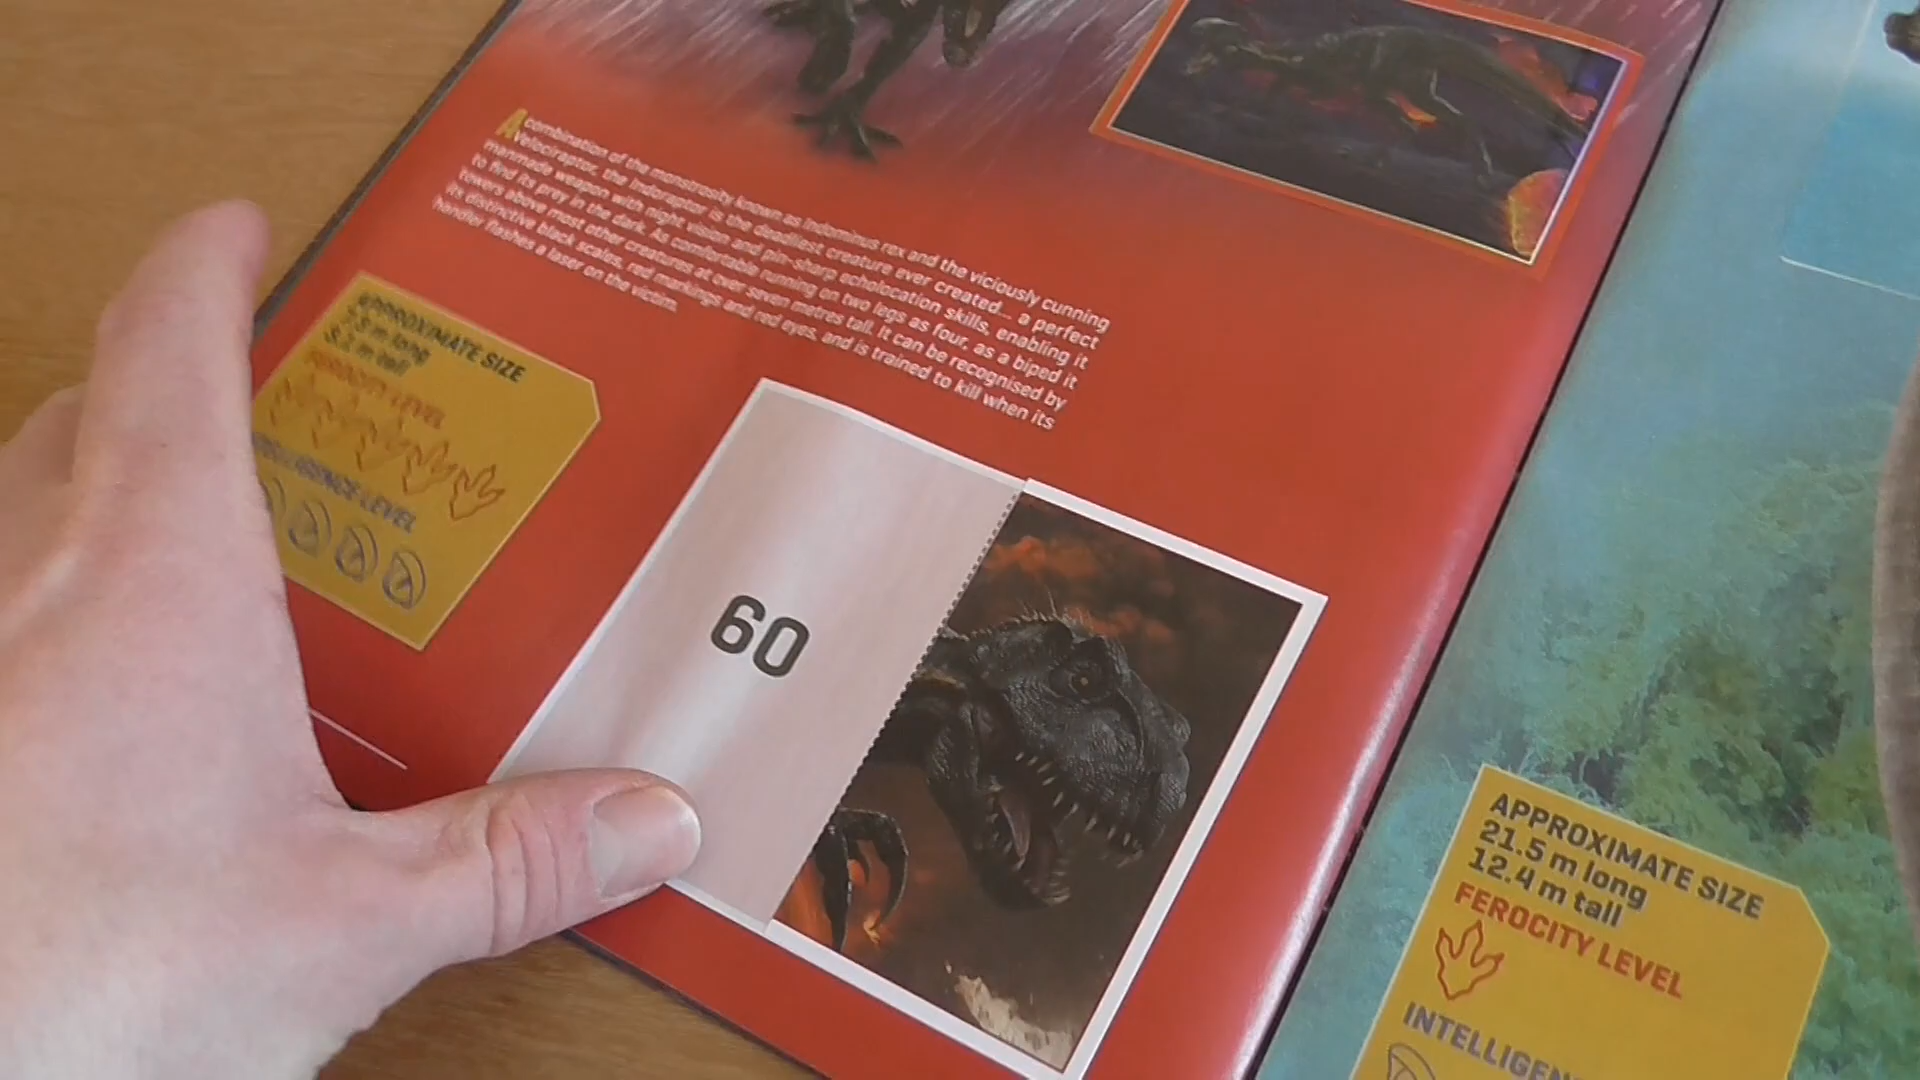 A combination of the monstrosity known as Indominus rex and the viciously cunning
Velociraptor, the Indoraptor is the deadliest creature ever created... a perfect
manmade weapon with night vision and pin-sharp echolocation skills, enabling it
to find its prey in the dark. As comfortable running on two legs as four, as a biped it
towers above most other creatures at over seven metres tall. It can be recognised by
its distinctive black scales, red markings and red eyes, and is trained to kill when its
handler flashes a laser on the victim.
APPROXIMATE SIZE
m long
m tall
FEROCITY LEVEL
LEVEL
60
APPROXIMATE SIZE
21.5 m long
12.4 m tall
FEROCITY LEVEL
INTELLIGEN